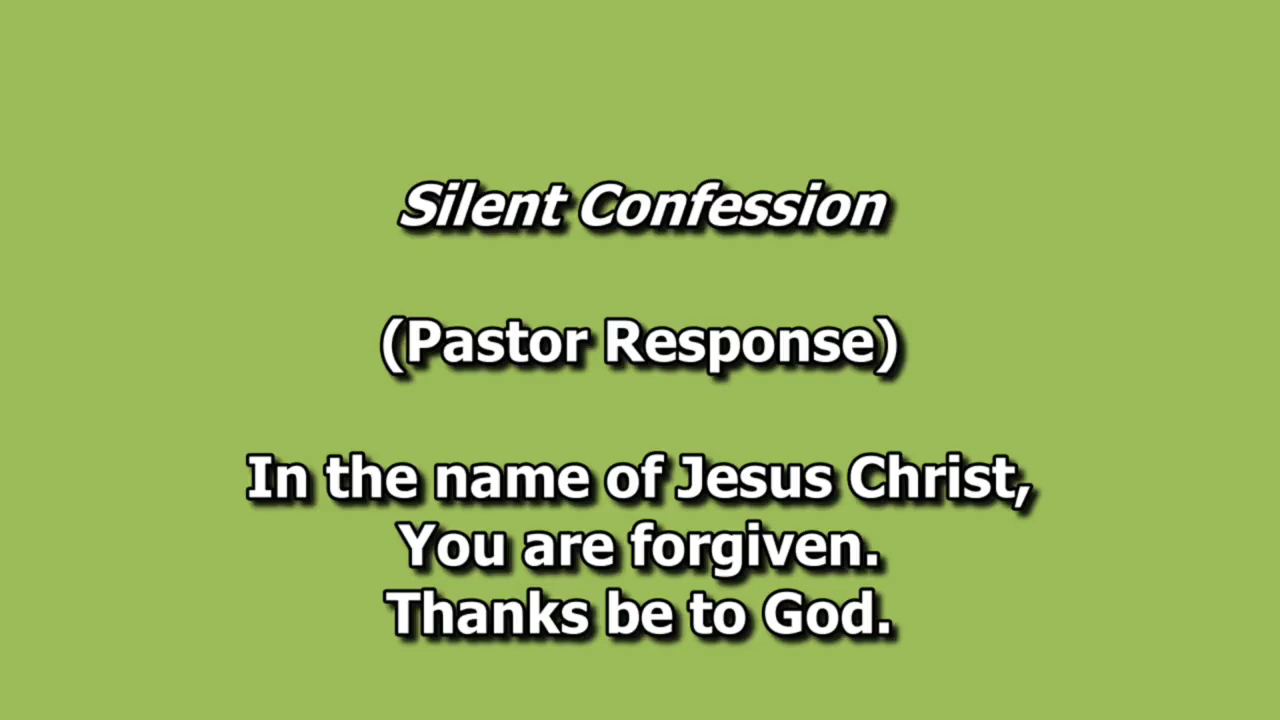 Silent Confession
(Pastor Response)
In the name of Jesus Christ,
You are forgiven.
Thanks be to God.